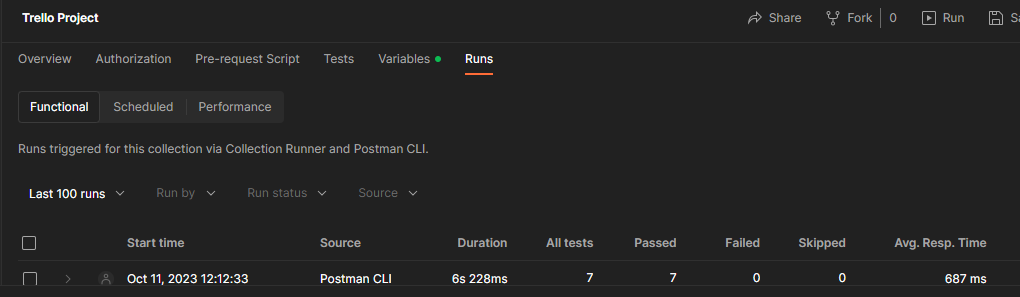 Trello Project Share Fork 0 Run
Overview Authorization Pre-request Script Tests Variables Runs
Functional Scheduled Performance
Runs triggered for this collection via Collection Runner and Postman CLI.
Last 100 runs Run by Run status Source
Start time Source Duration All tests Passed Failed Skipped Avg. Resp. Time
Oct 11, 2023 12:12:33 Postman CLI 6s 228ms 7 7 0 0 687 ms